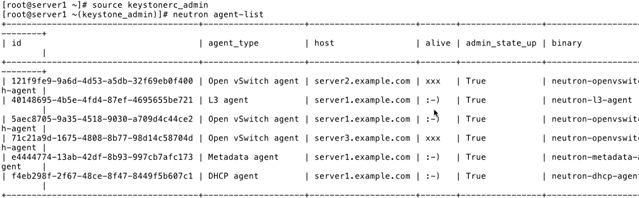 [root@server1 ~]# source keystonerc_admin
[root@server1 ~(keystone_admin)]# neutron agent-list
+--------------------------------------+--------------------+---------------------+-------+----------------+----------------
--------+
| id | agent_type | host | alive | admin_state_up | binary
|
+--------------------------------------+--------------------+---------------------+-------+----------------+----------------
--------+
| 121f9fe9-9a6d-4d53-a5db-32f69eb0f400 | Open vSwitch agent | server2.example.com | xxx | True | neutron-openvswitc
h-agent |
| 40148695-4b5e-4fd4-87ef-4695655be721 | L3 agent | server1.example.com | :-) | True | neutron-l3-agent
|
| 5aec8705-9a35-4518-9030-a709d4c44ce2 | Open vSwitch agent | server1.example.com | :-) | True | neutron-openvswitc
h-agent |
| 71c21a9d-1675-4808-8b77-98d14c58704d | Open vSwitch agent | server3.example.com | xxx | True | neutron-openvswitc
h-agent |
| e4444774-13ab-42df-8b93-997cb7afc173 | Metadata agent | server1.example.com | :-) | True | neutron-metadata-a
gent |
| f4eb298f-2f67-48ce-8f47-8449f5b607c1 | DHCP agent | server1.example.com | :-) | True | neutron-dhcp-agent
|
+--------------------------------------+--------------------+---------------------+-------+----------------+----------------